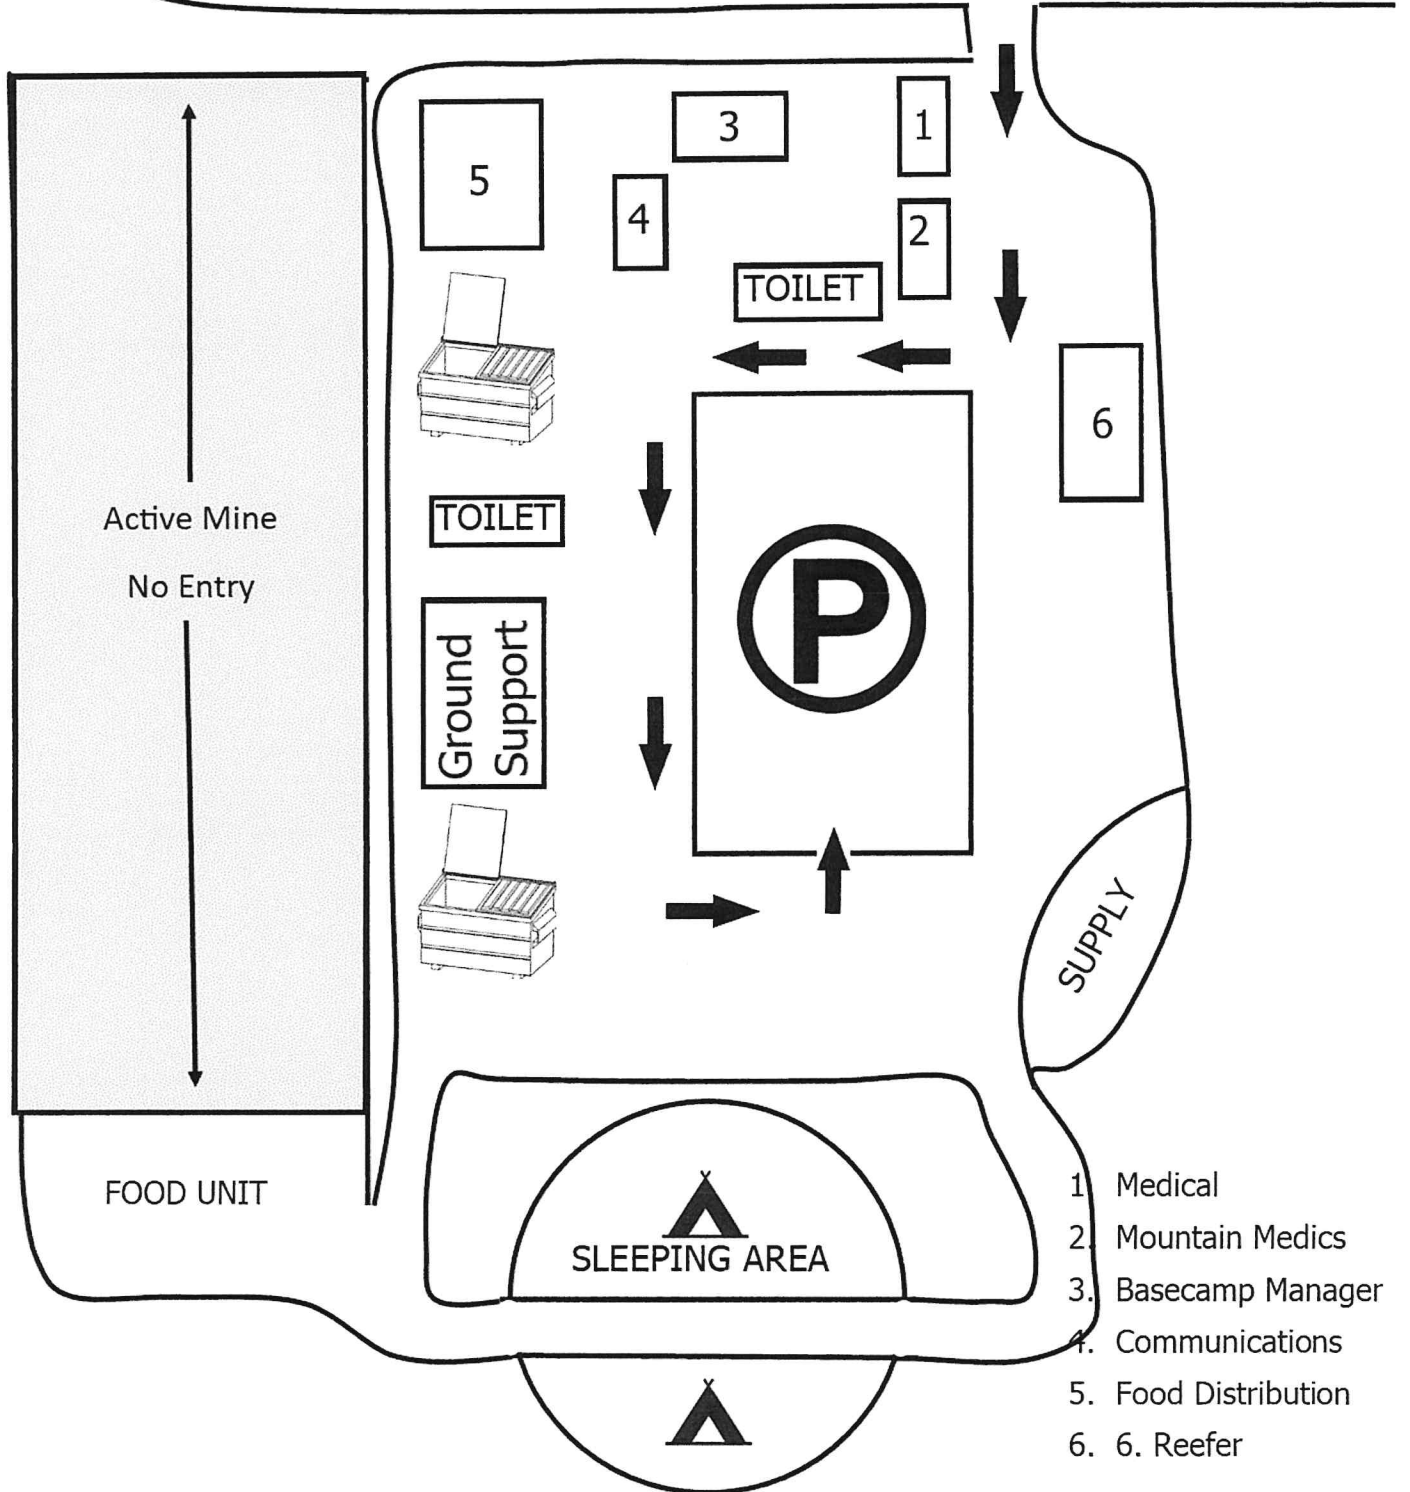 3
1
5
4
2
TOILET
6
Active Mine
No Entry
TOILET
P
Ground
Support
SUPPLY
FOOD UNIT
SLEEPING AREA
1. Medical
2. Mountain Medics
3. Basecamp Manager
4. Communications
5. Food Distribution
6. 6. Reefer